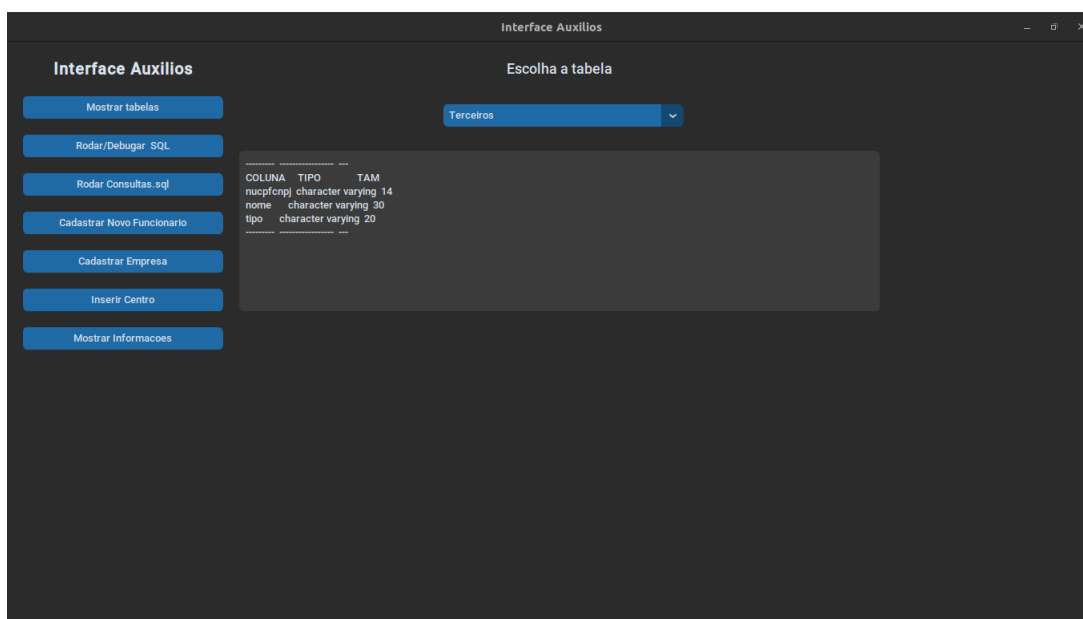 Interface Auxilios
Interface Auxilios
Mostrar tabelas
Rodar/Debugar SQL
Rodar Consultas.sql
Cadastrar Novo Funcionario
Cadastrar Empresa
Inserir Centro
Mostrar Informacoes
Escolha a tabela
Terceiros
--------- ----------------- ---
COLUNA TIPO TAM
nucpfcnpj character varying 14
nome character varying 30
tipo character varying 20
--------- ----------------- ---